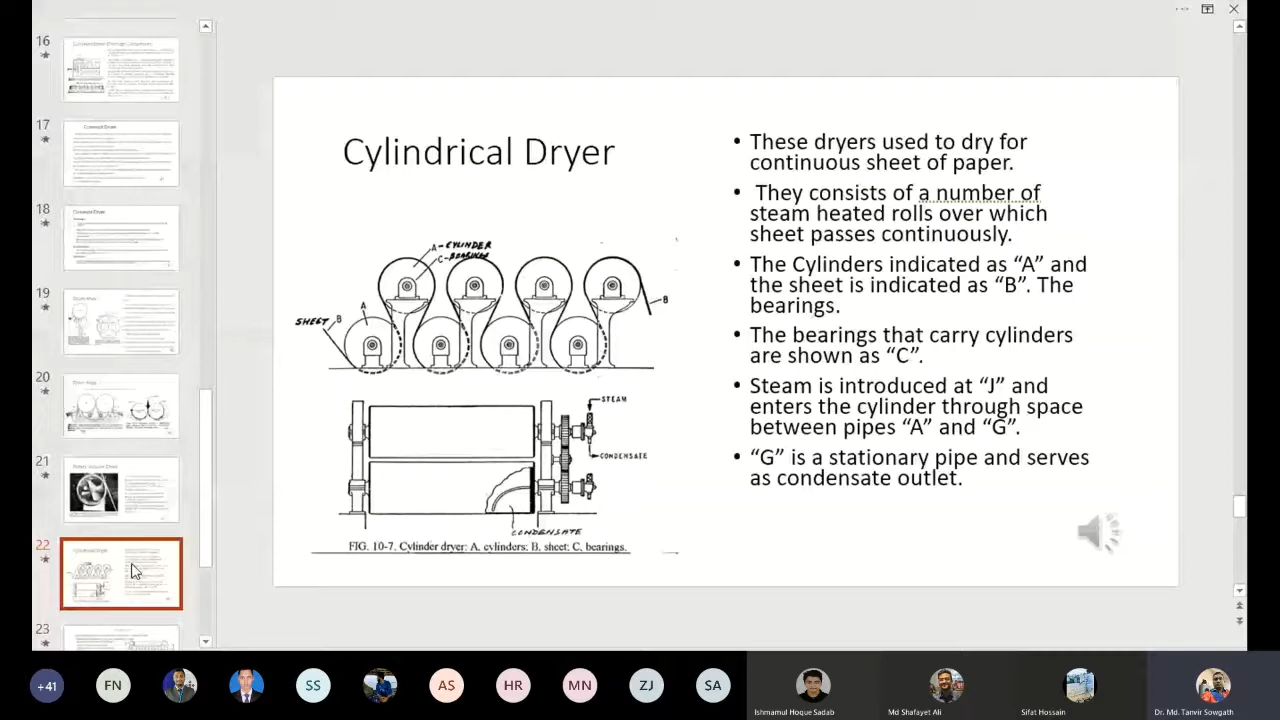 16
17
18
19
20
21
22
23
Cylindrica Dryer
A-CYLINDER
C-BEARINGS
A
B
SHEET B
STEAM
CONDENSATE
CONDENSATE
FIG. 10-7. Cylinder dryer: A, cylinders: B, sheet: C, bearings.
• These dryers used to dry for
continuous sheet of paper.
• They consists of a number of
steam heated rolls over which
sheet passes continuously.
• The Cylinders indicated as “A” and
the sheet is indicated as “B”. The
bearings.
• The bearings that carry cylinders
are shown as “C”.
• Steam is introduced at “J” and
enters the cylinder through space
between pipes “A” and “G”.
• “G” is a stationary pipe and serves
as condensate outlet.
+41
FN
SS
AS
HR
MN
ZJ
SA
Ishmamul Hoque Sadab
Md Shafayet Ali
Sifat Hossain
Dr. Md. Tanvir Sowgath